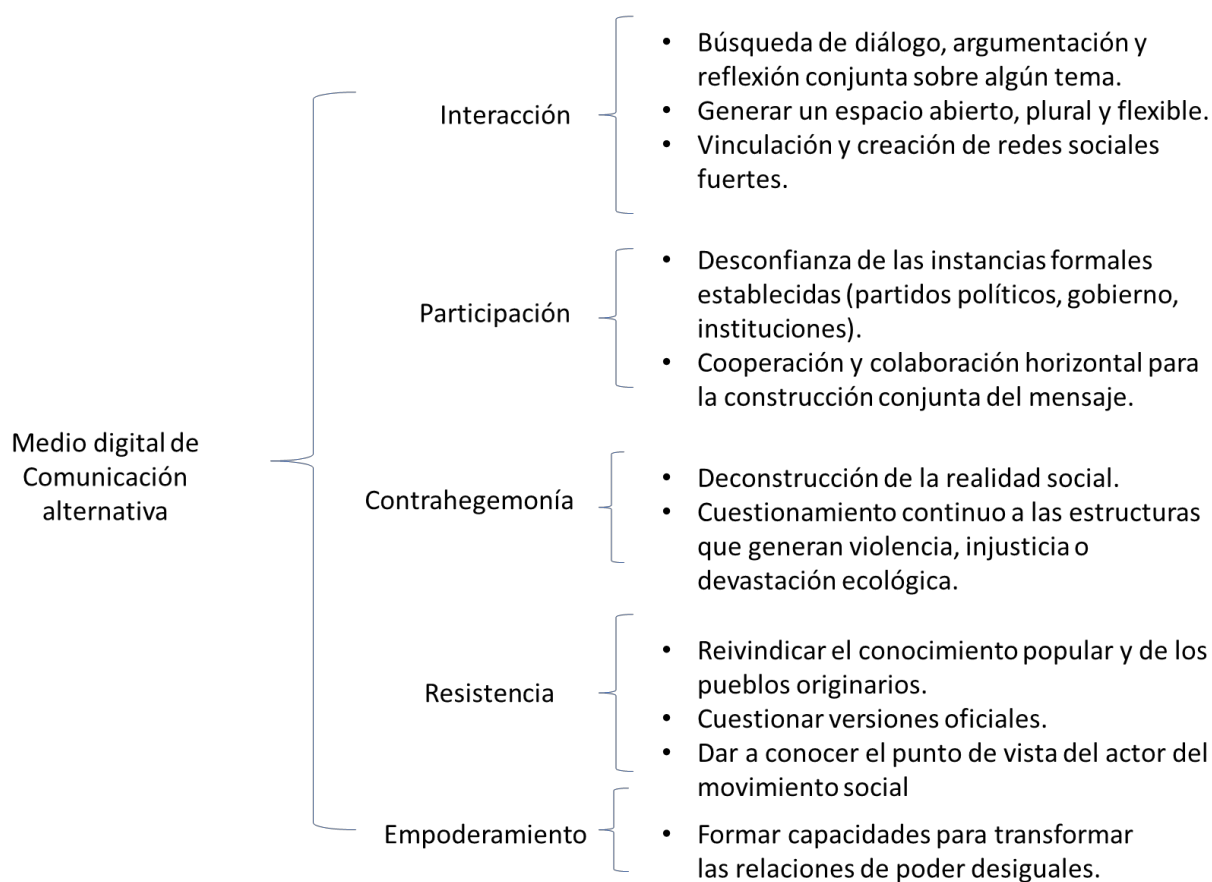 Medio digital de
Comunicación
alternativa
Interacción
• Búsqueda de diálogo, argumentación y
reflexión conjunta sobre algún tema.
• Generar un espacio abierto, plural y flexible.
• Vinculación y creación de redes sociales
fuertes.
Participación
• Desconfianza de las instancias formales
establecidas (partidos políticos, gobierno,
instituciones).
• Cooperación y colaboración horizontal para
la construcción conjunta del mensaje.
Contrahegemonía
• Deconstrucción de la realidad social.
• Cuestionamiento continuo a las estructuras
que generan violencia, injusticia o
devastación ecológica.
Resistencia
• Reivindicar el conocimiento popular y de los
pueblos originarios.
• Cuestionar versiones oficiales.
• Dar a conocer el punto de vista del actor del
movimiento social
Empoderamiento
• Formar capacidades para transformar
las relaciones de poder desiguales.